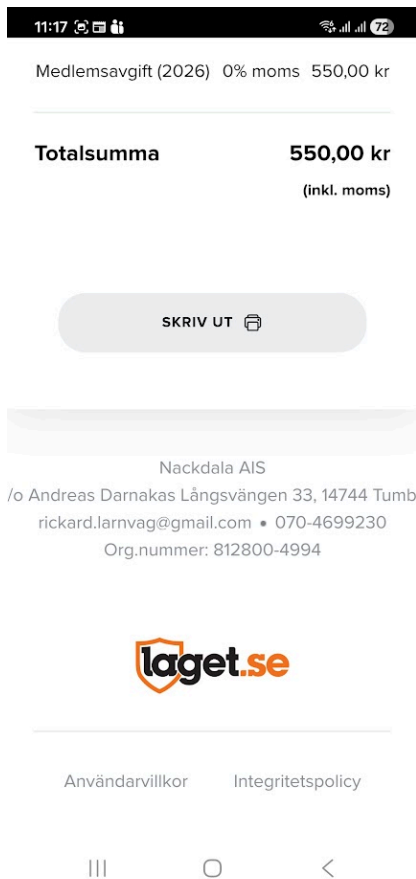 11:17 72
Medlemsavgift (2026) 0% moms 550,00 kr
Totalsumma 550,00 kr
(inkl. moms)
SKRIV UT
Nackdala AIS
/o Andreas Darnakas Långsvängen 33, 14744 Tumb
rickard.larnvag@gmail.com • 070-4699230
Org.nummer: 812800-4994
laget.se
Användarvillkor Integritetspolicy